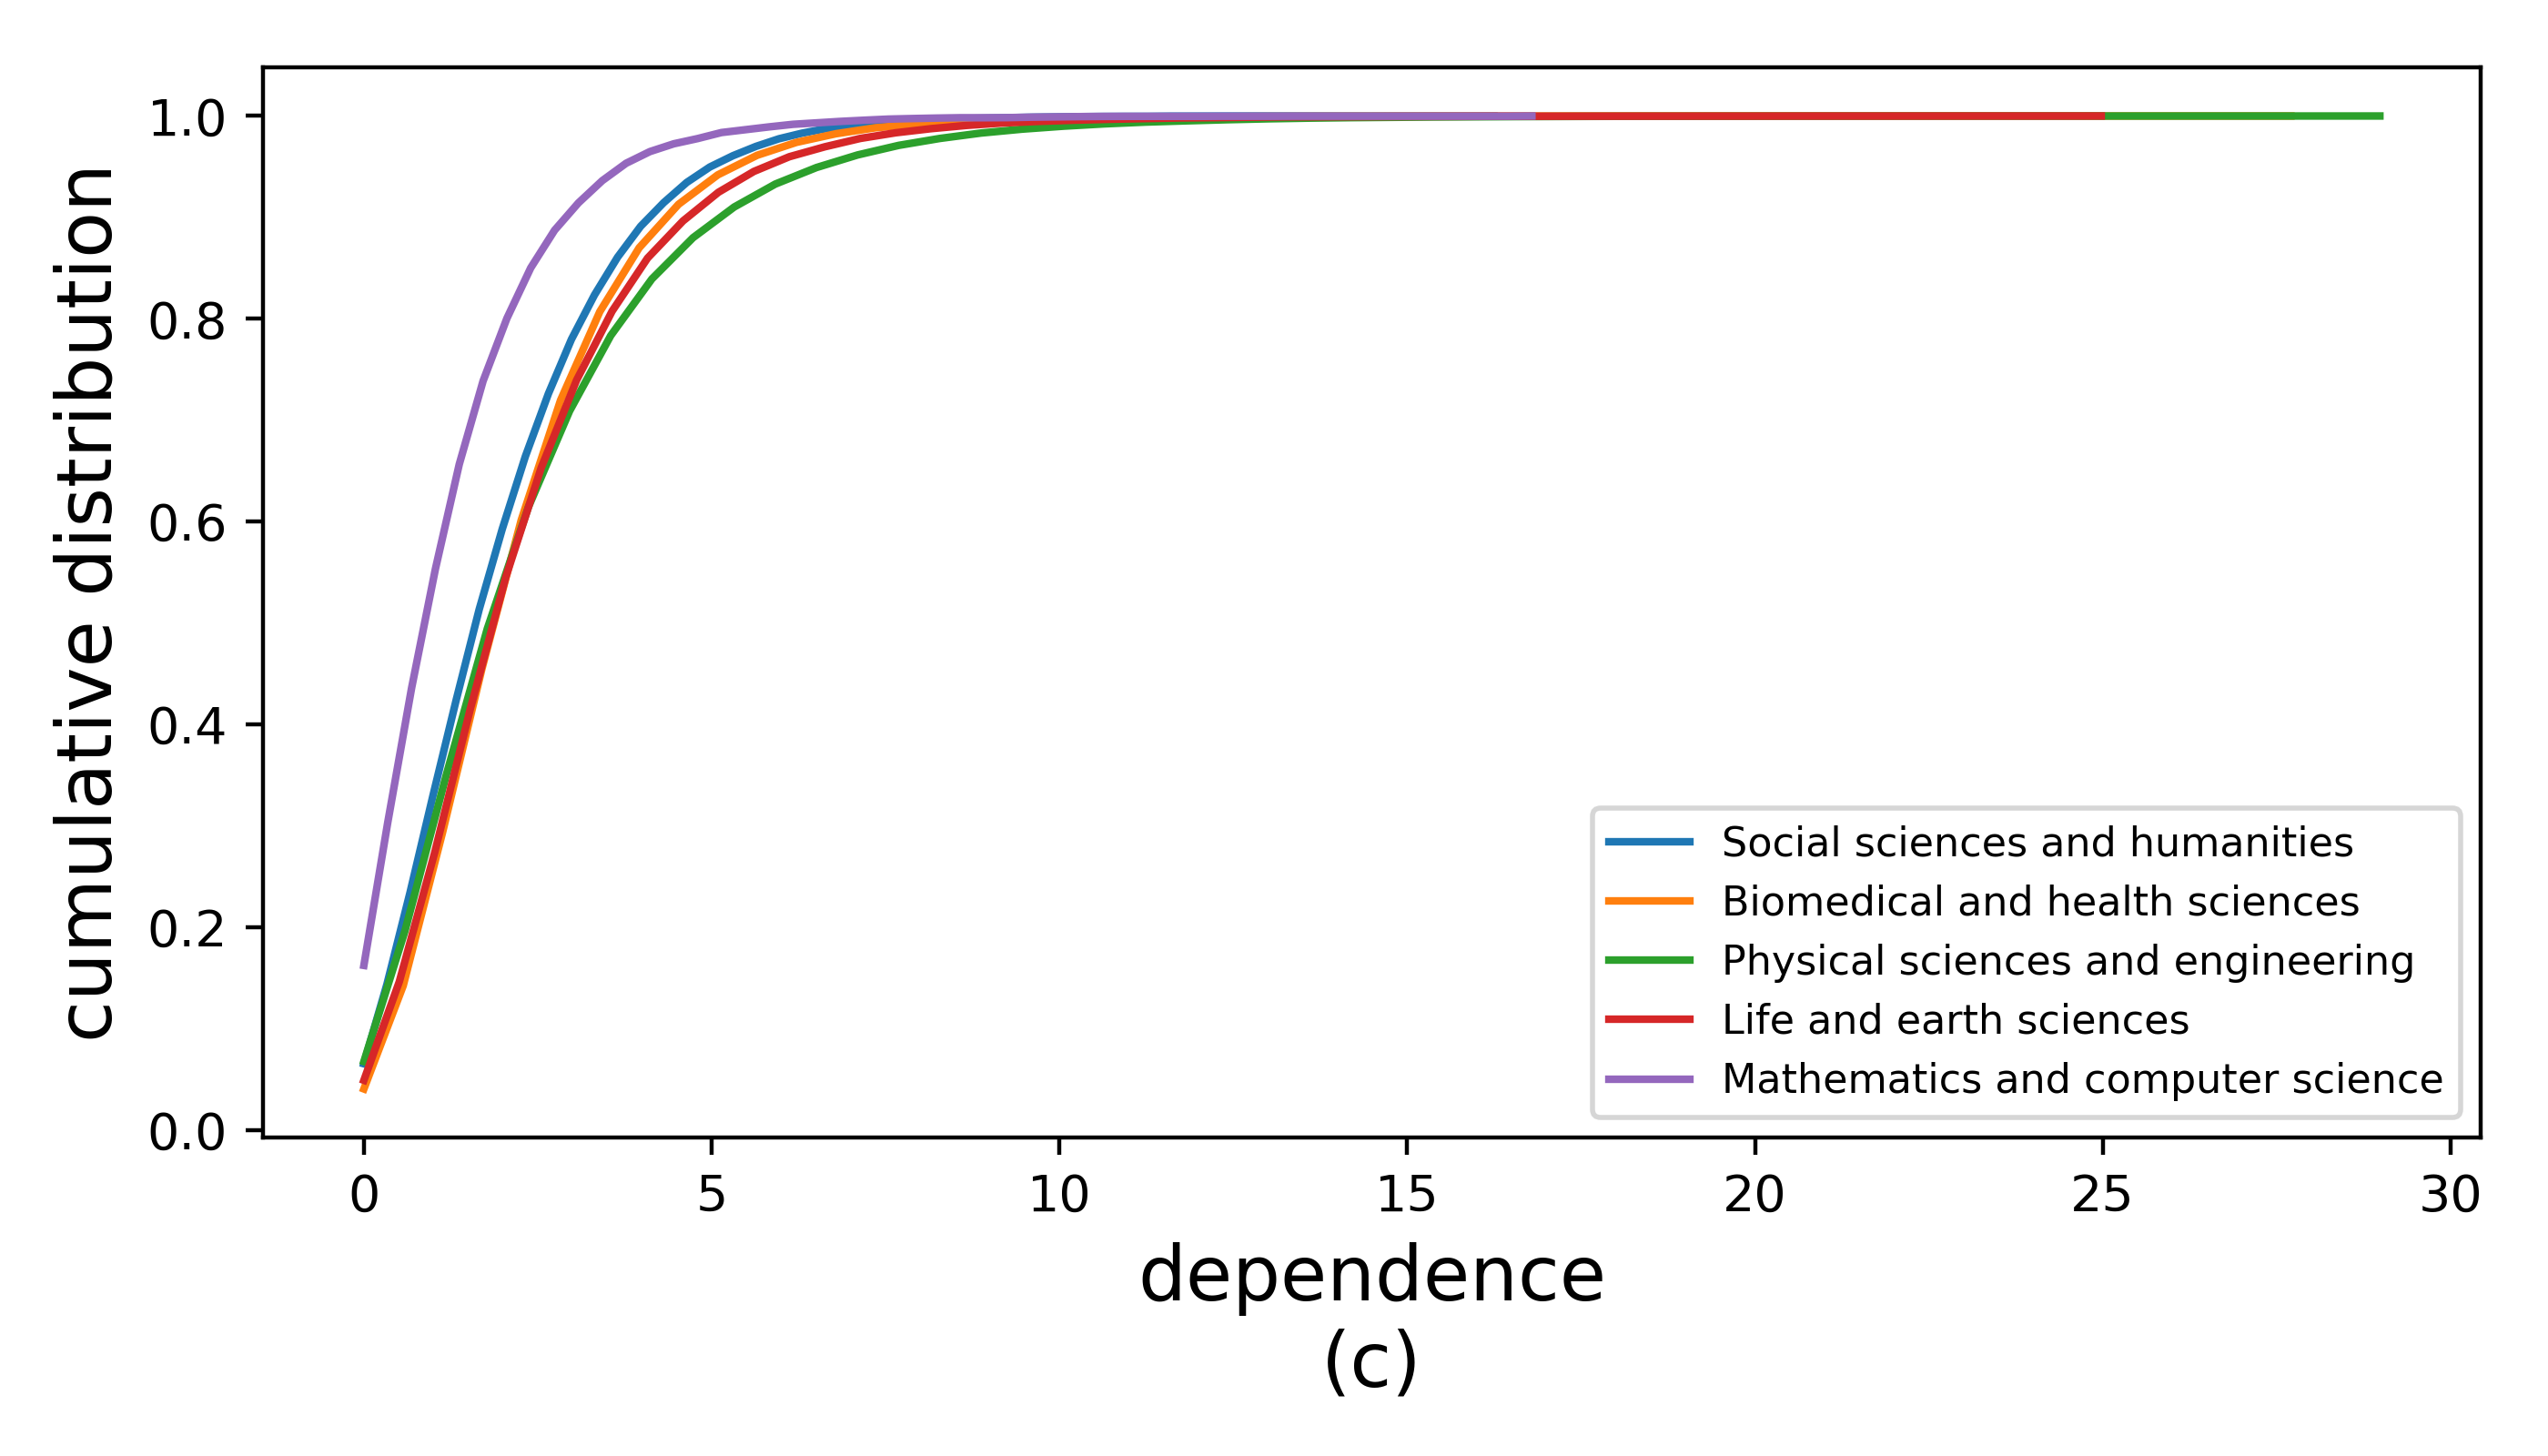 cumulative distribution
1.0
0.8
0.6
0.4
0.2
0.0
Social sciences and humanities
Biomedical and health sciences
Physical sciences and engineering
Life and earth sciences
Mathematics and computer science
0 5 10 15 20 25 30
dependence
(c)